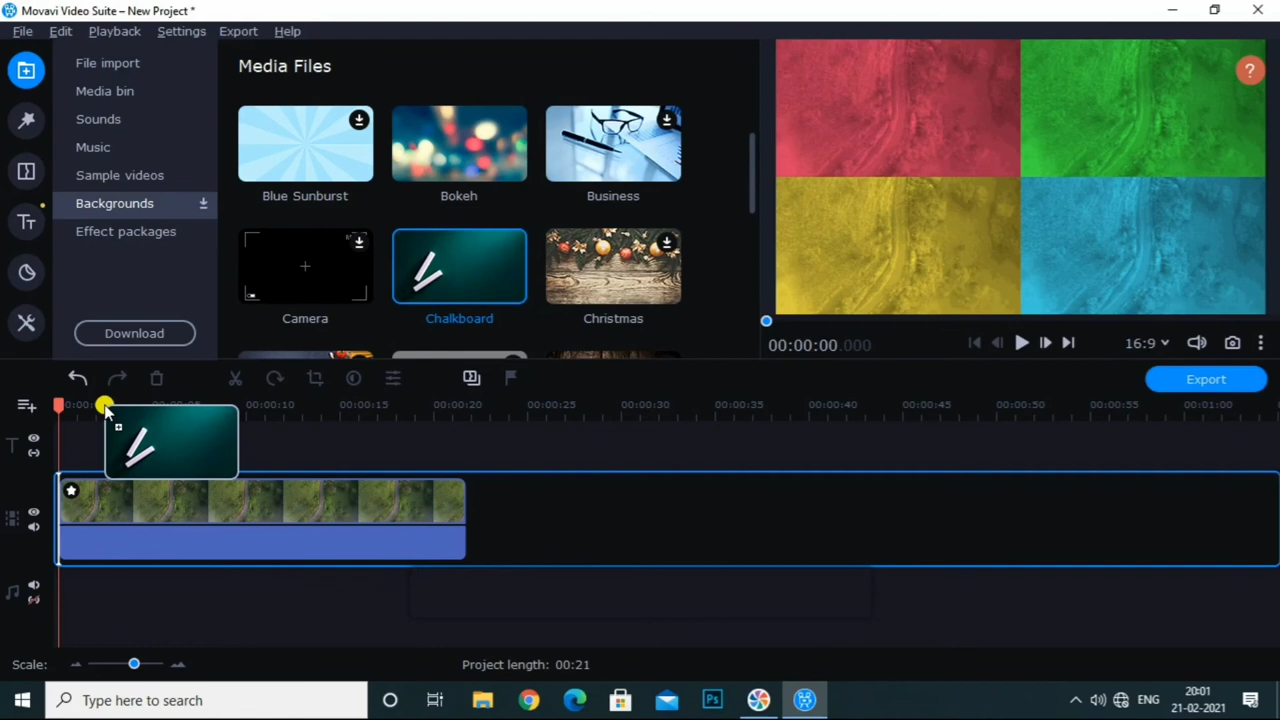 Movavi Video Suite – New Project *
File Edit Playback Settings Export Help
File import
Media bin
Sounds
Music
Sample videos
Backgrounds
Effect packages
Download
Media Files
Blue Sunburst
Bokeh
Business
Camera
Chalkboard
Christmas
?
00:00:00.000
16:9
Export
00:00:10 00:00:15 00:00:20 00:00:25 00:00:30 00:00:35 00:00:40 00:00:45 00:00:50 00:00:55 00:01:00
Scale:
Project length: 00:21
Type here to search
Ps
ENG
20:01
21-02-2021